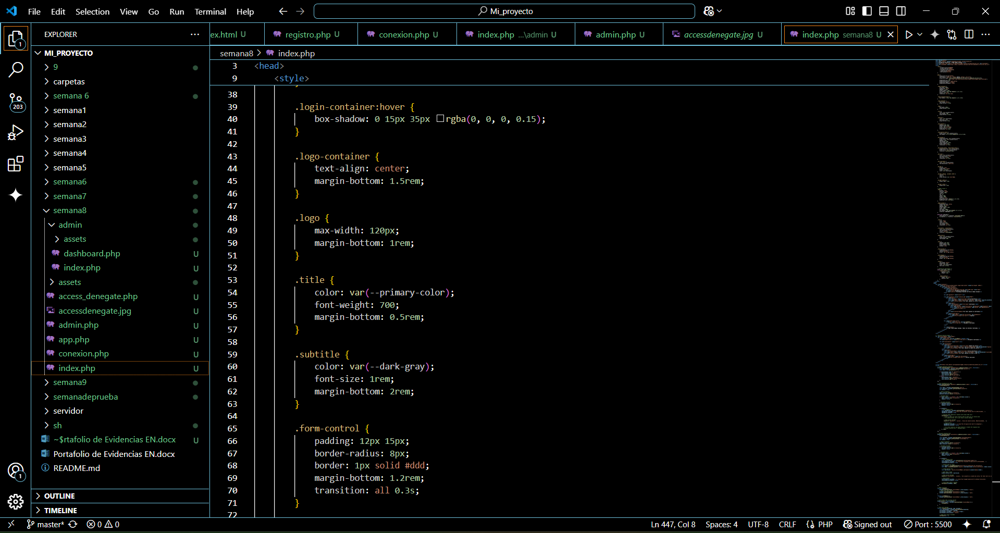 File Edit Selection View Go Run Terminal Help
Mi_proyecto
EXPLORER
1
203
MI_PROYECTO
9
carpetas
semana 6
semana1
semana2
semana3
semana4
semana5
semana6
semana7
semana8
admin
assets
dashboard.php U
index.php U
assets
access_denegate.php U
accessdenegate.jpg U
admin.php U
app.php U
conexion.php U
index.php U
semana9
semanadeprueba
servidor
sh
~$rtafolio de Evidencias EN.docx U
Portafolio de Evidencias EN.docx
README.md
1
OUTLINE
TIMELINE
ex.html U registro.php U conexion.php U index.php ...\admin U admin.php U accessdenegate.jpg U index.php semana8 U
semana8 > index.php
3 <head>
9 <style>
38
39 .login-container:hover {
40 box-shadow: 0 15px 35px rgba(0, 0, 0, 0.15);
41 }
42
43 .logo-container {
44 text-align: center;
45 margin-bottom: 1.5rem;
46 }
47
48 .logo {
49 max-width: 120px;
50 margin-bottom: 1rem;
51 }
52
53 .title {
54 color: var(--primary-color);
55 font-weight: 700;
56 margin-bottom: 0.5rem;
57 }
58
59 .subtitle {
60 color: var(--dark-gray);
61 font-size: 1rem;
62 margin-bottom: 2rem;
63 }
64
65 .form-control {
66 padding: 12px 15px;
67 border-radius: 8px;
68 border: 1px solid #ddd;
69 margin-bottom: 1.2rem;
70 transition: all 0.3s;
71 }
72
master* 0 0 Ln 447, Col 8 Spaces: 4 UTF-8 CRLF {} PHP Signed out Port : 5500